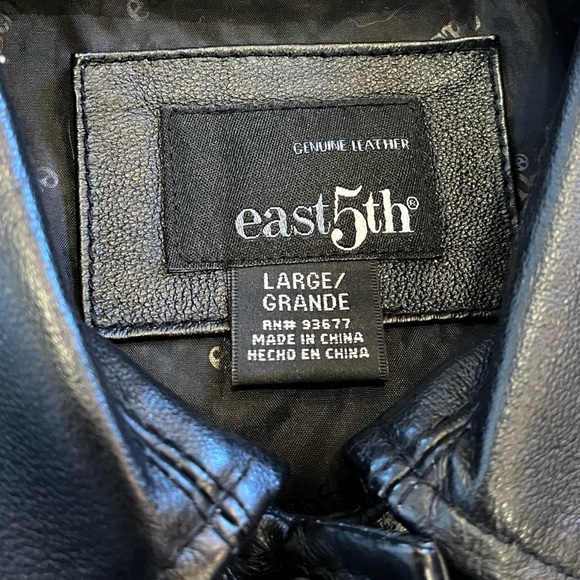 GENUINE LEATHER
east5th®
LARGE/
GRANDE
RN# 93677
MADE IN CHINA
HECHO EN CHINA